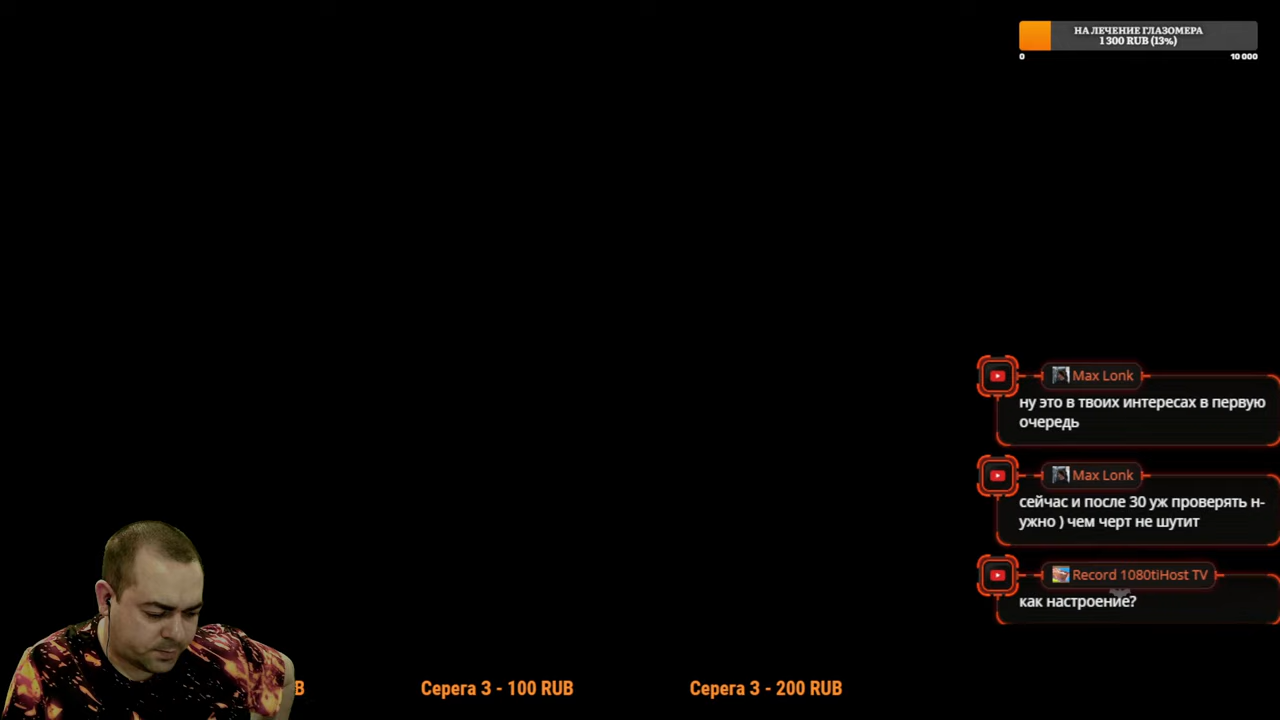 НА ЛЕЧЕНИЕ ГЛАЗОМЕРА
1 300 RUB (13%)
0
10 000
Max Lonk
ну это в твоих интересах в первую
очередь
Max Lonk
сейчас и после 30 уж проверять н-
ужно ) чем черт не шутит
Record 1080tiHost TV
как настроение?
B
Серега 3 - 100 RUB
Серега 3 - 200 RUB